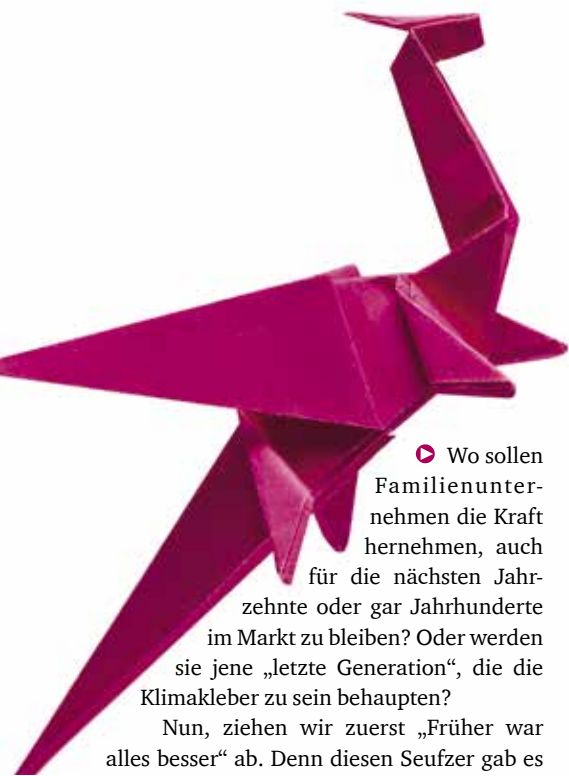 Wo sollen
Familienunter-
nehmen die Kraft
hernehmen, auch
für die nächsten Jahr-
zehnte oder gar Jahrhunderte
im Markt zu bleiben? Oder werden
sie jene „letzte Generation“, die die
Klimakleber zu sein behaupten?
Nun, ziehen wir zuerst „Früher war
alles besser“ ab. Denn diesen Seufzer gab es